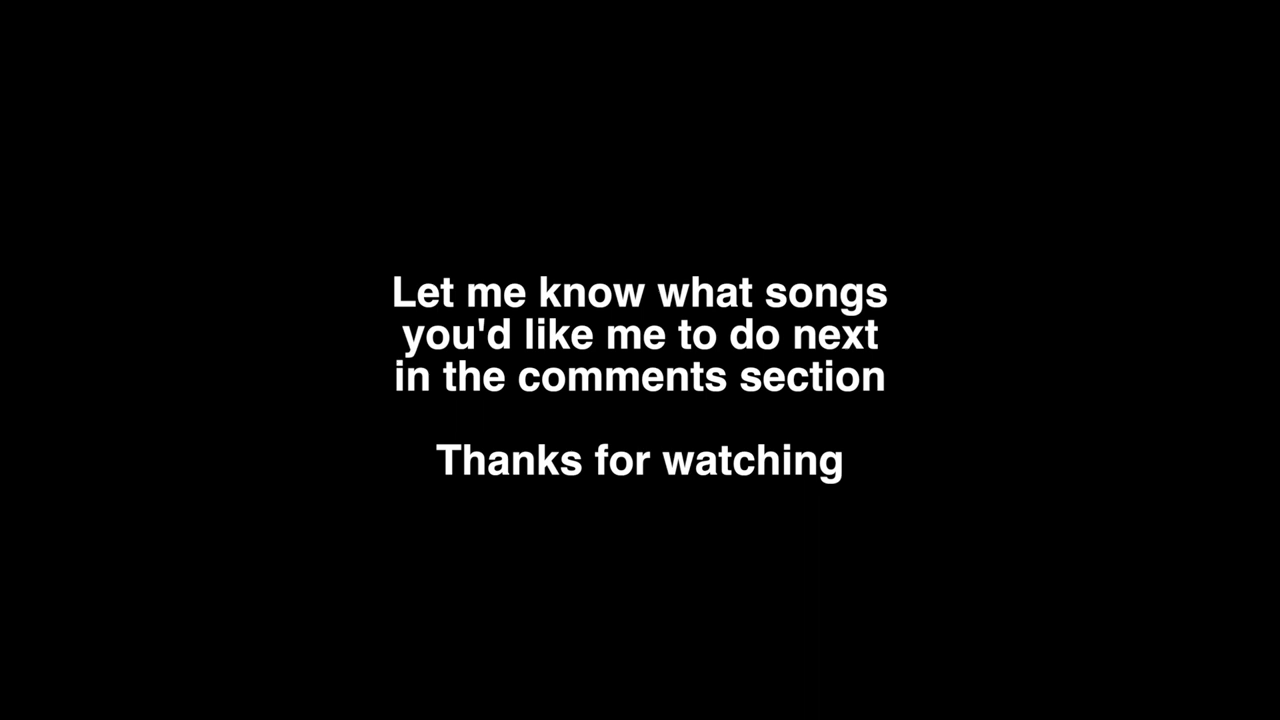 Let me know what songs
you'd like me to do next
in the comments section
Thanks for watching